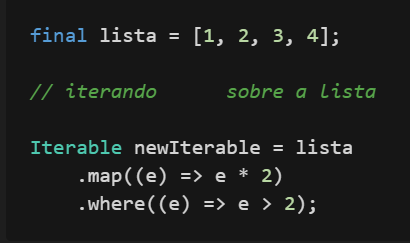 final lista = [1, 2, 3, 4];
// iterando      sobre a lista
Iterable newIterable = lista
    .map((e) => e * 2)
    .where((e) => e > 2);